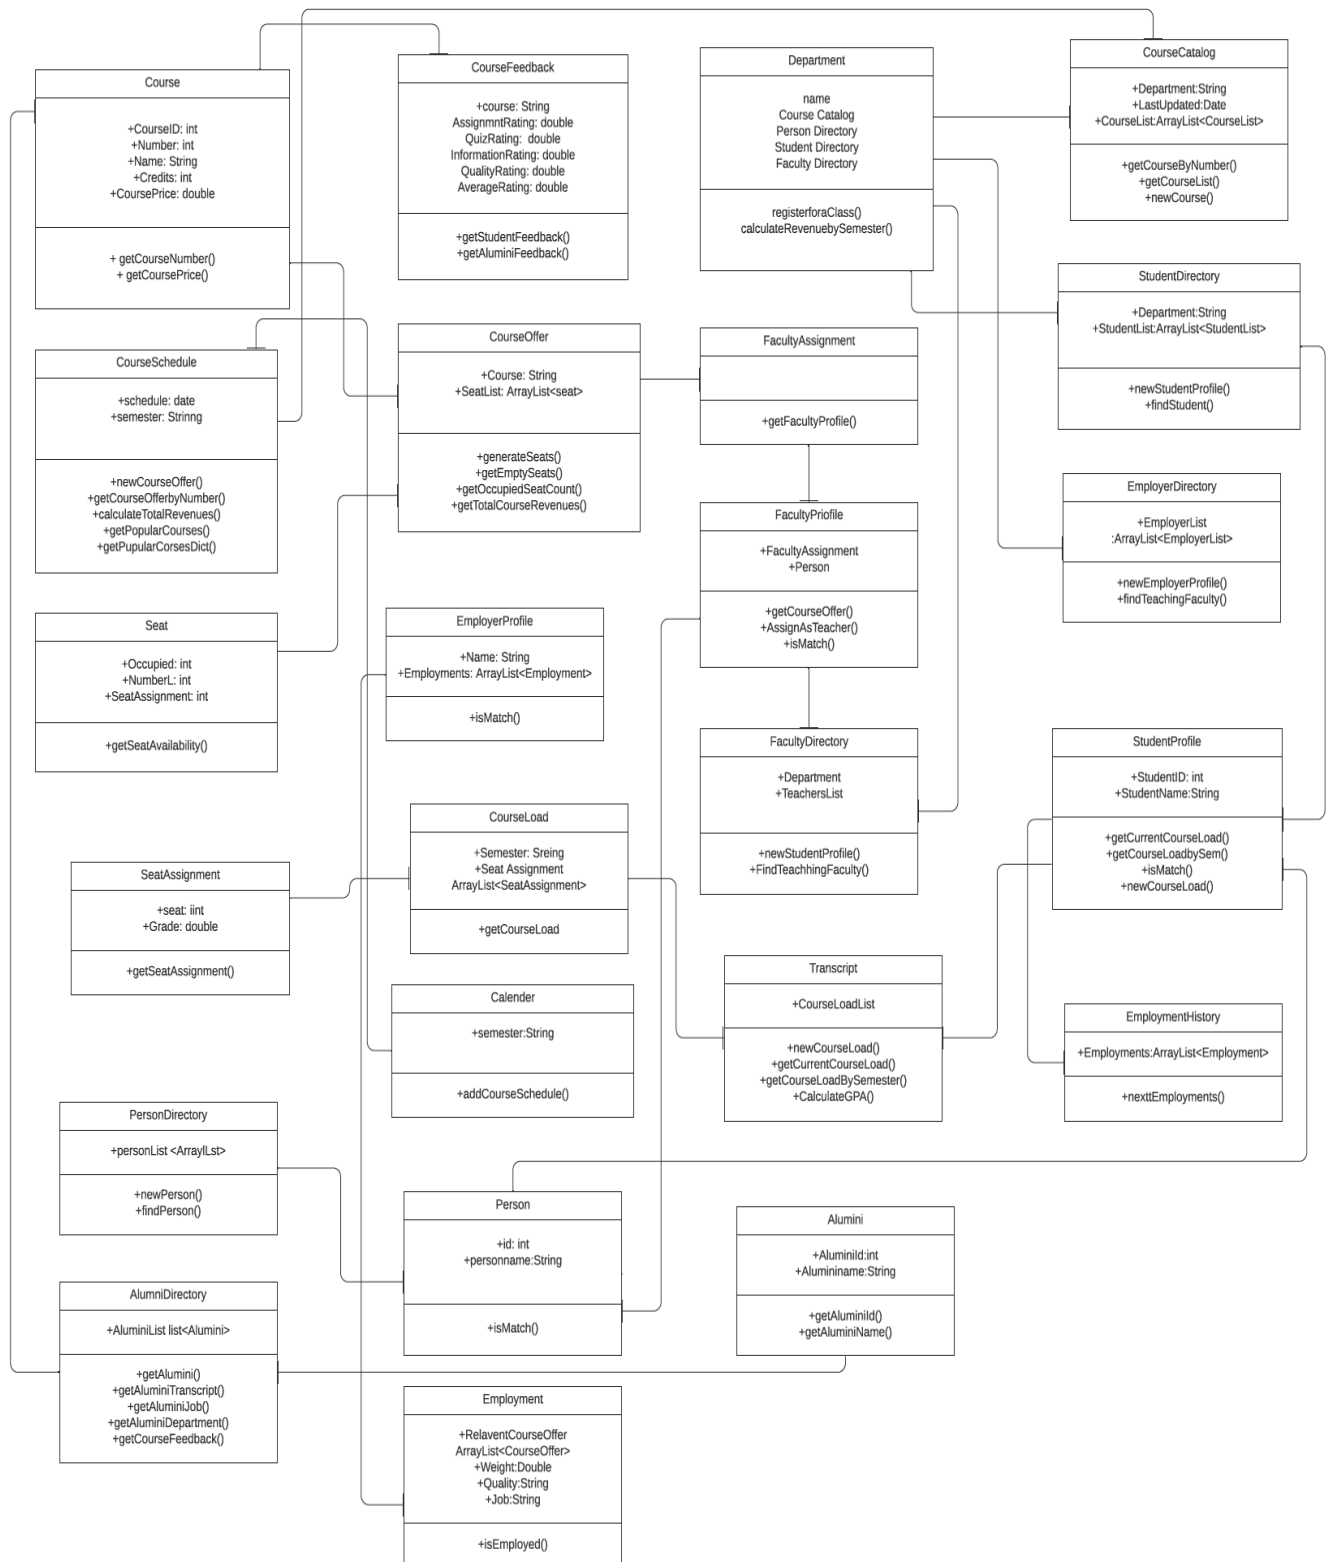 Course
+CourseID: int
+Number: int
+Name: String
+Credits: int
+CoursePrice: double
+ getCourseNumber()
+ getCoursePrice()
CourseFeedback
+course: String
AssignmntRating: double
QuizRating:  double
InformationRating: double
QualityRating: double
AverageRating: double
+getStudentFeedback()
+getAluminiFeedback()
Department
name
Course Catalog
Person Directory
Student Directory
Faculty Directory
registerforaClass()
calculateRevenuebySemester()
CourseCatalog
+Department:String
+LastUpdated:Date
+CourseList:ArrayList<CourseList>
+getCourseByNumber()
+getCourseList()
+newCourse()
StudentDirectory
+Department:String
+StudentList:ArrayList<StudentList>
+newStudentProfile()
+findStudent()
CourseSchedule
+schedule: date
+semester: Strinng
+newCourseOffer()
+getCourseOfferbyNumber()
+calculateTotalRevenues()
+getPopularCourses()
+getPupularCorsesDict()
CourseOffer
+Course: String
+SeatList: ArrayList<seat>
+generateSeats()
+getEmptySeats()
+getOccupiedSeatCount()
+getTotalCourseRevenues()
FacultyAssignment
+getFacultyProfile()
FacultyPriofile
+FacultyAssignment
+Person
+getCourseOffer()
+AssignAsTeacher()
+isMatch()
EmployerDirectory
+EmployerList
:ArrayList<EmployerList>
+newEmployerProfile()
+findTeachingFaculty()
Seat
+Occupied: int
+NumberL: int
+SeatAssignment: int
+getSeatAvailability()
EmployerProfile
+Name: String
+Employments: ArrayList<Employment>
+isMatch()
FacultyDirectory
+Department
+TeachersList
+newStudentProfile()
+FindTeachhingFaculty()
StudentProfile
+StudentID: int
+StudentName:String
+getCurrentCourseLoad()
+getCourseLoadbySem()
+isMatch()
+newCourseLoad()
CourseLoad
+Semester: Sreing
+Seat Assignment
ArrayList<SeatAssignment>
+getCourseLoad
SeatAssignment
+seat: iint
+Grade: double
+getSeatAssignment()
Calender
+semester:String
+addCourseSchedule()
Transcript
+CourseLoadList
+newCourseLoad()
+getCurrentCourseLoad()
+getCourseLoadBySemester()
+CalculateGPA()
EmploymentHistory
+Employments:ArrayList<Employment>
+nexttEmployments()
PersonDirectory
+personList <ArraylLst>
+newPerson()
+findPerson()
Person
+id: int
+personname:String
+isMatch()
Alumini
+AluminiId:int
+Alumininame:String
+getAluminiId()
+getAluminiName()
AlumniDirectory
+AluminiList list<Alumini>
+getAlumini()
+getAluminiTranscript()
+getAluminiJob()
+getAluminiDepartment()
+getCourseFeedback()
Employment
+RelaventCourseOffer
ArrayList<CourseOffer>
+Weight:Double
+Quality:String
+Job:String
+isEmployed()